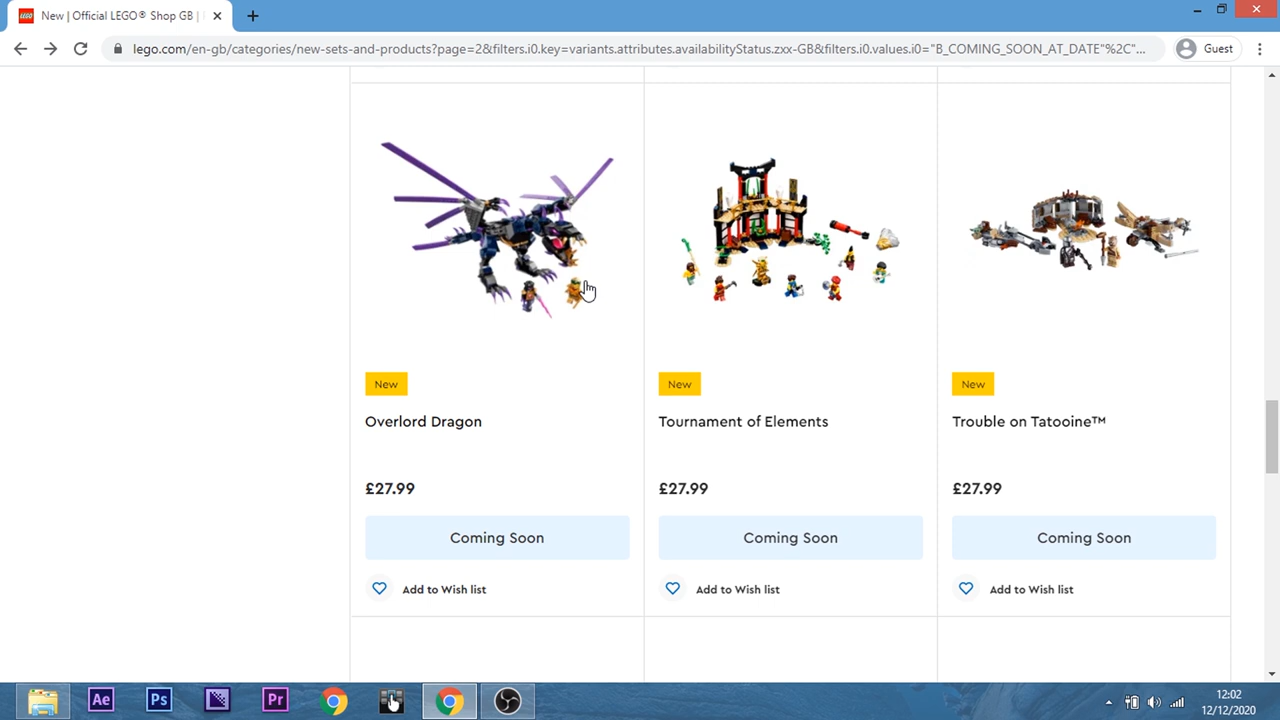 New | Official LEGO® Shop GB |
lego.com/en-gb/categories/new-sets-and-products?page=2&filters.i0.key=variants.attributes.availabilityStatus.zxx-GB&filters.i0.values.i0="B_COMING_SOON_AT_DATE"%2C"...
Guest
New
New
New
Overlord Dragon
Tournament of Elements
Trouble on Tatooine™
£27.99
£27.99
£27.99
Coming Soon
Coming Soon
Coming Soon
Add to Wish list
Add to Wish list
Add to Wish list
Ae
Ps
Pr
12:02
12/12/2020